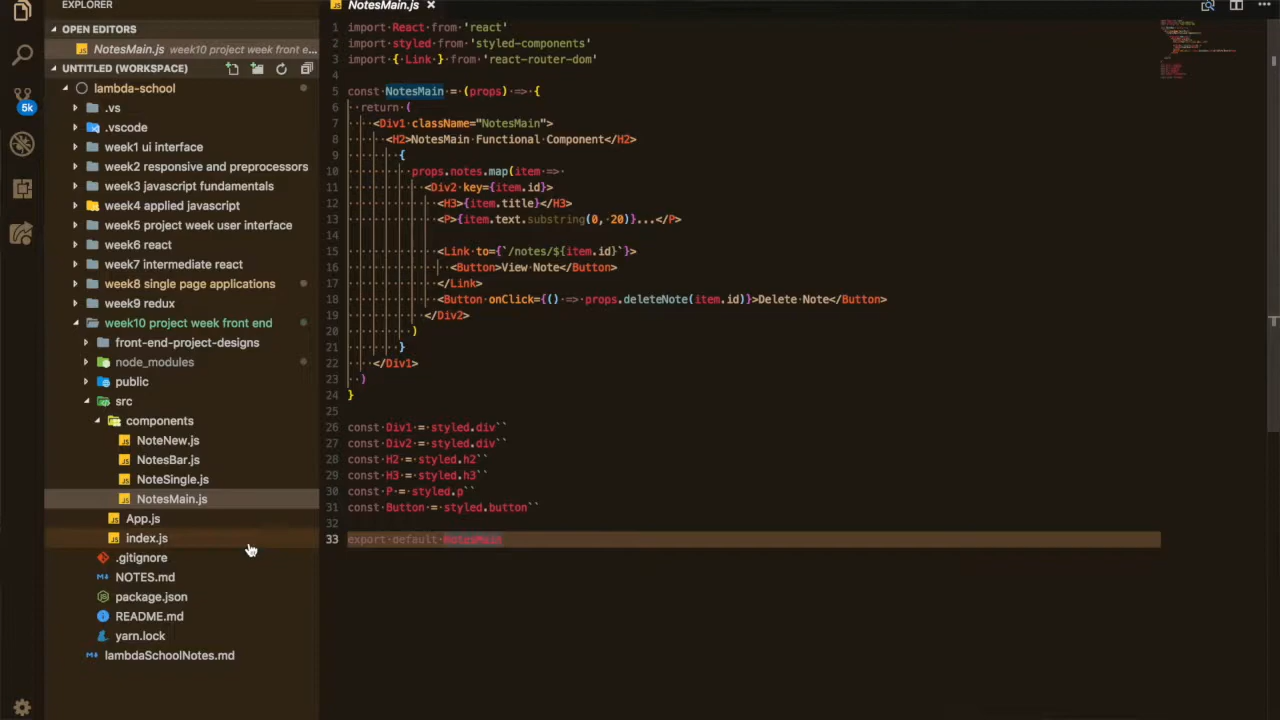 EXPLORER
OPEN EDITORS
NotesMain.js week10 project week front e...
UNTITLED (WORKSPACE)
lambda-school
.vs
.vscode
week1 ui interface
week2 responsive and preprocessors
week3 javascript fundamentals
week4 applied javascript
week5 project week user interface
week6 react
week7 intermediate react
week8 single page applications
week9 redux
week10 project week front end
front-end-project-designs
node_modules
public
src
components
NoteNew.js
NotesBar.js
NoteSingle.js
NotesMain.js
App.js
index.js
.gitignore
NOTES.md
package.json
README.md
yarn.lock
lambdaSchoolNotes.md
5k
NotesMain.js
1 import React from 'react'
2 import styled from 'styled-components'
3 import { Link } from 'react-router-dom'
4
5 const NotesMain = (props) => {
6 return (
7 <Div1 className="NotesMain">
8 <H2>NotesMain Functional Component</H2>
9 {
10 props.notes.map(item =>
11 <Div2 key={item.id}>
12 <H3>{item.title}</H3>
13 <P>{item.text.substring(0, 20)}...</P>
14
15 <Link to={`/notes/${item.id}`}>
16 <Button>View Note</Button>
17 </Link>
18 <Button onClick={() => props.deleteNote(item.id)}>Delete Note</Button>
19 </Div2>
20 )
21 }
22 </Div1>
23 )
24 }
25
26 const Div1 = styled.div``
27 const Div2 = styled.div``
28 const H2 = styled.h2``
29 const H3 = styled.h3``
30 const P = styled.p``
31 const Button = styled.button``
32
33 export default NotesMain